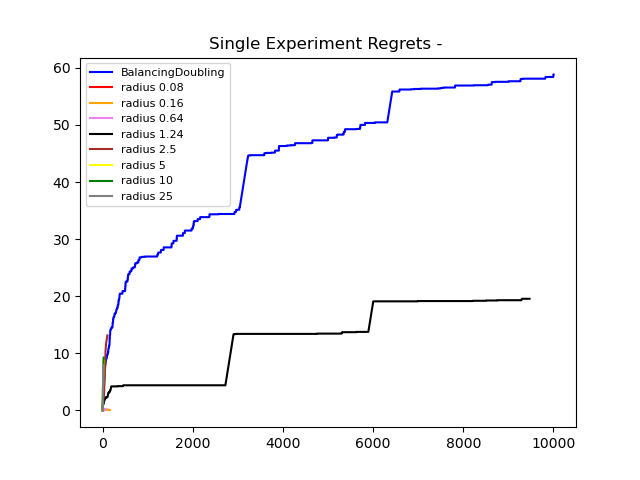 Single Experiment Regrets -
BalancingDoubling
radius 0.08
radius 0.16
radius 0.64
radius 1.24
radius 2.5
radius 5
radius 10
radius 25
60
50
40
30
20
10
0
0 2000 4000 6000 8000 10000